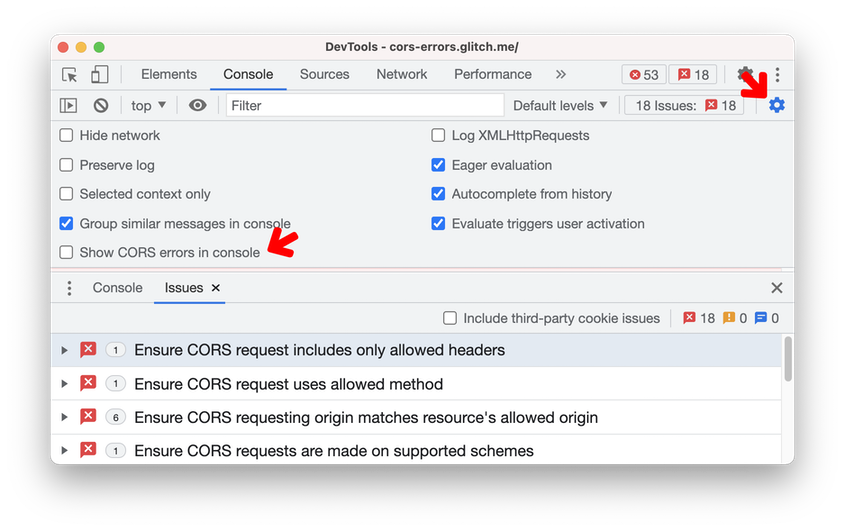 DevTools - cors-errors.glitch.me/
Elements Console Sources Network Performance » 53 18
top ▼ Filter Default levels ▼ 18 Issues: 18
Hide network Log XMLHttpRequests
Preserve log Eager evaluation
Selected context only Autocomplete from history
Group similar messages in console Evaluate triggers user activation
Show CORS errors in console
Console Issues ×
Include third-party cookie issues 18 0 0
1 Ensure CORS request includes only allowed headers
1 Ensure CORS request uses allowed method
6 Ensure CORS requesting origin matches resource's allowed origin
1 Ensure CORS requests are made on supported schemes